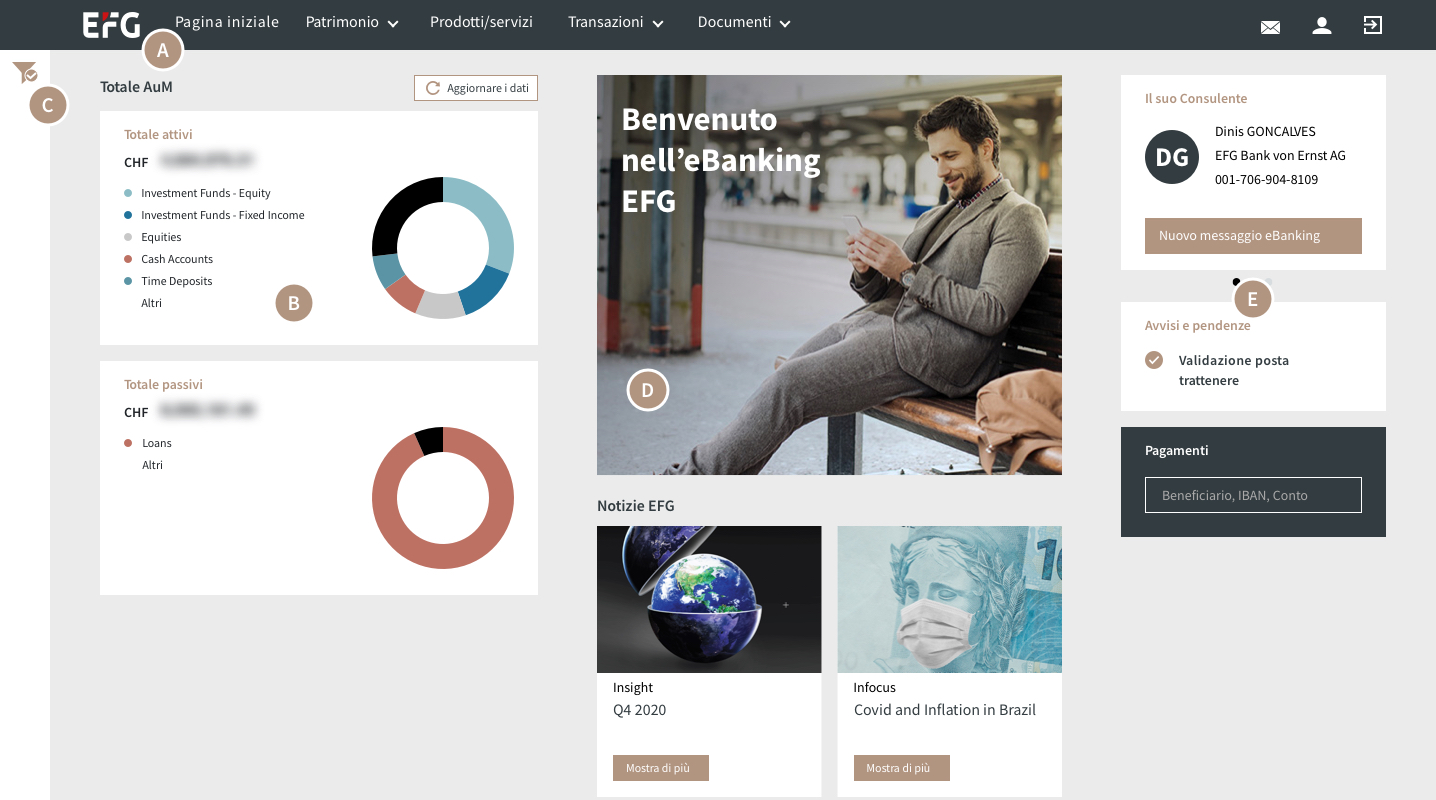 EFG
Pagina iniziale
Patrimonio
Prodotti/servizi
Transazioni
Documenti
A
C
Totale AuM
Aggiornare i dati
Totale attivi
CHF
Investment Funds - Equity
Investment Funds - Fixed Income
Equities
Cash Accounts
Time Deposits
Altri
B
Totale passivi
CHF
Loans
Altri
Benvenuto
nell’eBanking
EFG
D
Notizie EFG
Insight
Q4 2020
Mostra di più
10
Infocus
Covid and Inflation in Brazil
Mostra di più
Il suo Consulente
DG
Dinis GONCALVES
EFG Bank von Ernst AG
001-706-904-8109
Nuovo messaggio eBanking
E
Avvisi e pendenze
Validazione posta
trattenere
Pagamenti
Beneficiario, IBAN, Conto